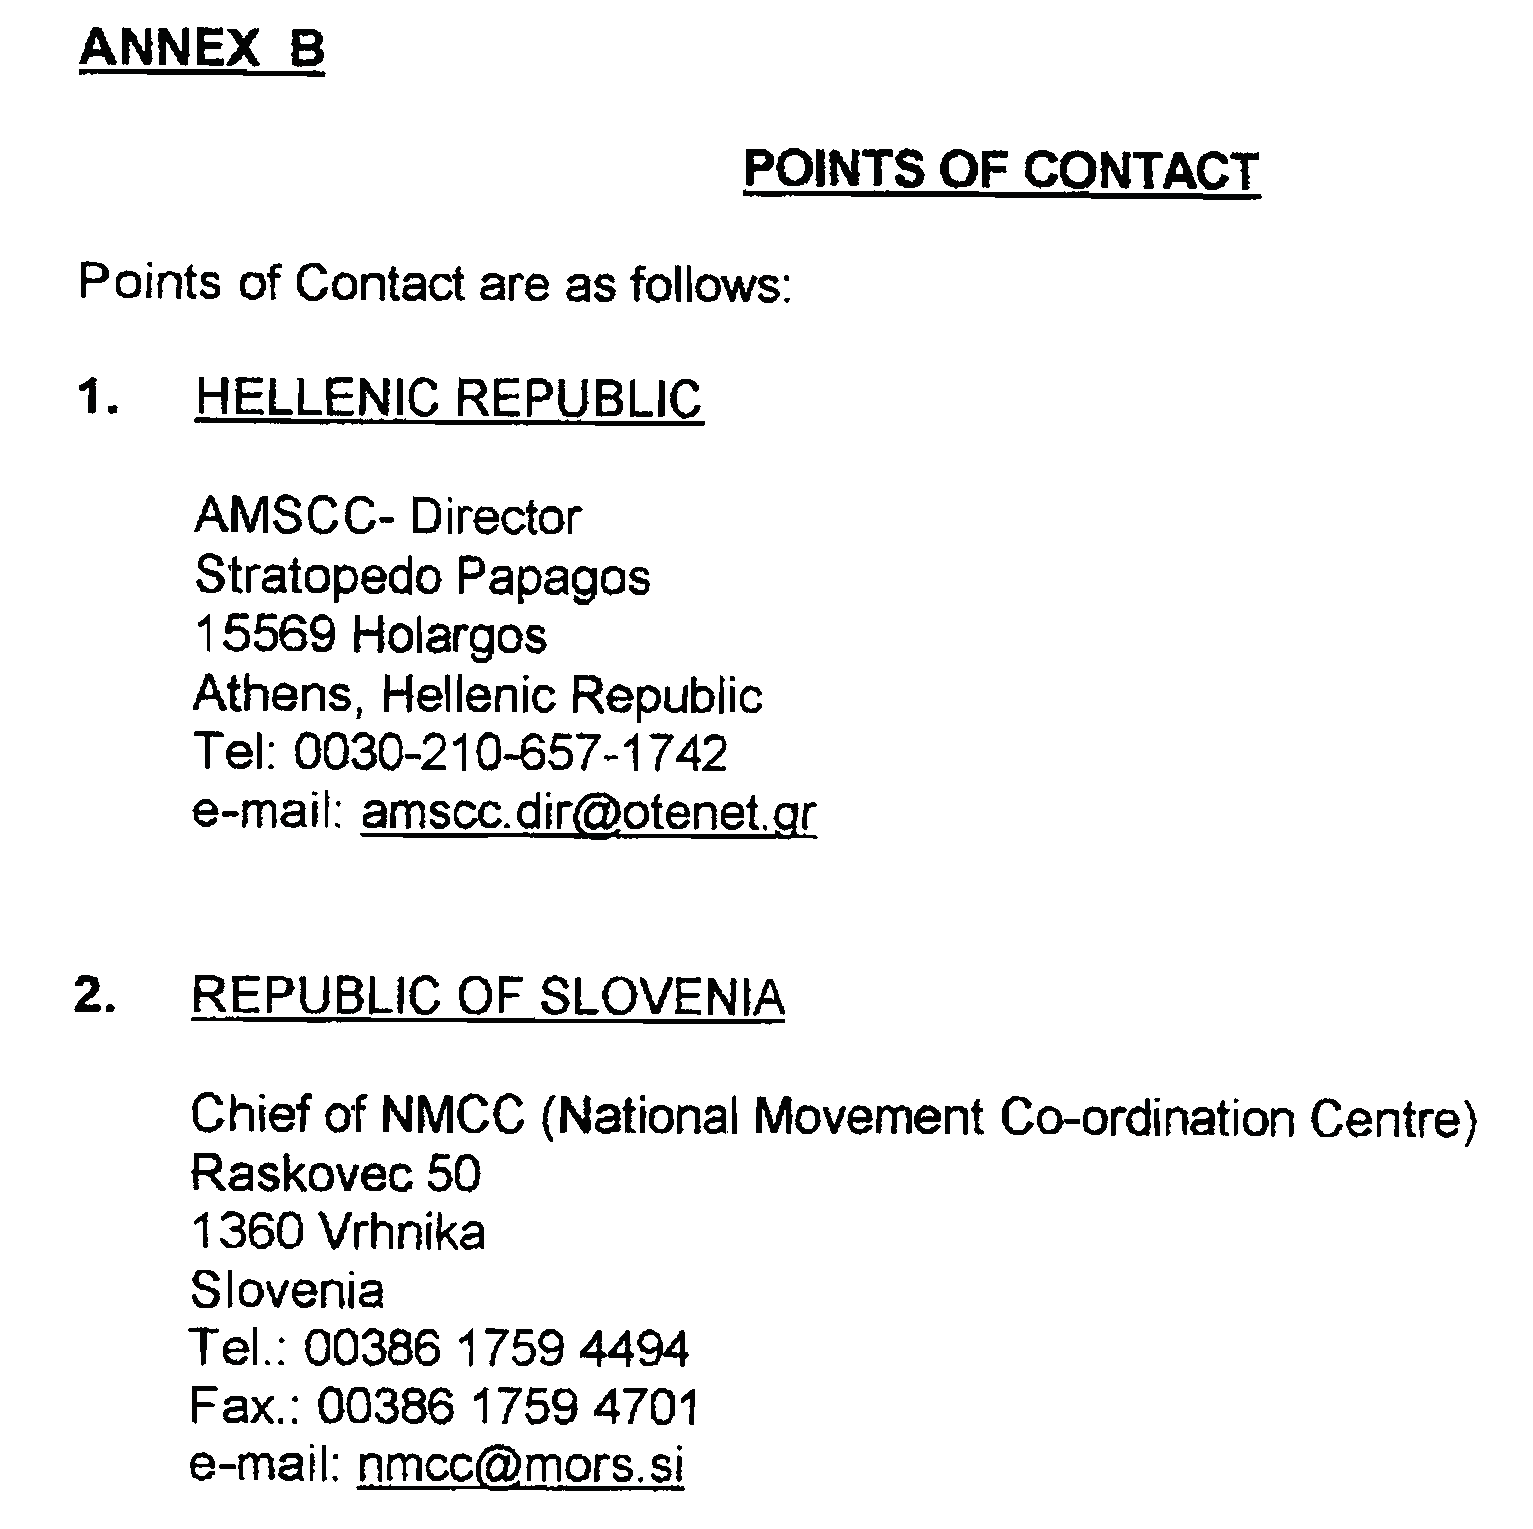 ANNEX B
POINTS OF CONTACT
Points of Contact are as follows:
1. HELLENIC REPUBLIC
AMSCC- Director
Stratopedo Papagos
15569 Holargos
Athens, Hellenic Republic
Tel: 0030-210-657-1742
e-mail: amscc.dir@otenet.gr
2. REPUBLIC OF SLOVENIA
Chief of NMCC (National Movement Co-ordination Centre)
Raskovec 50
1360 Vrhnika
Slovenia
Tel.: 00386 1759 4494
Fax.: 00386 1759 4701
e-mail: nmcc@mors.si